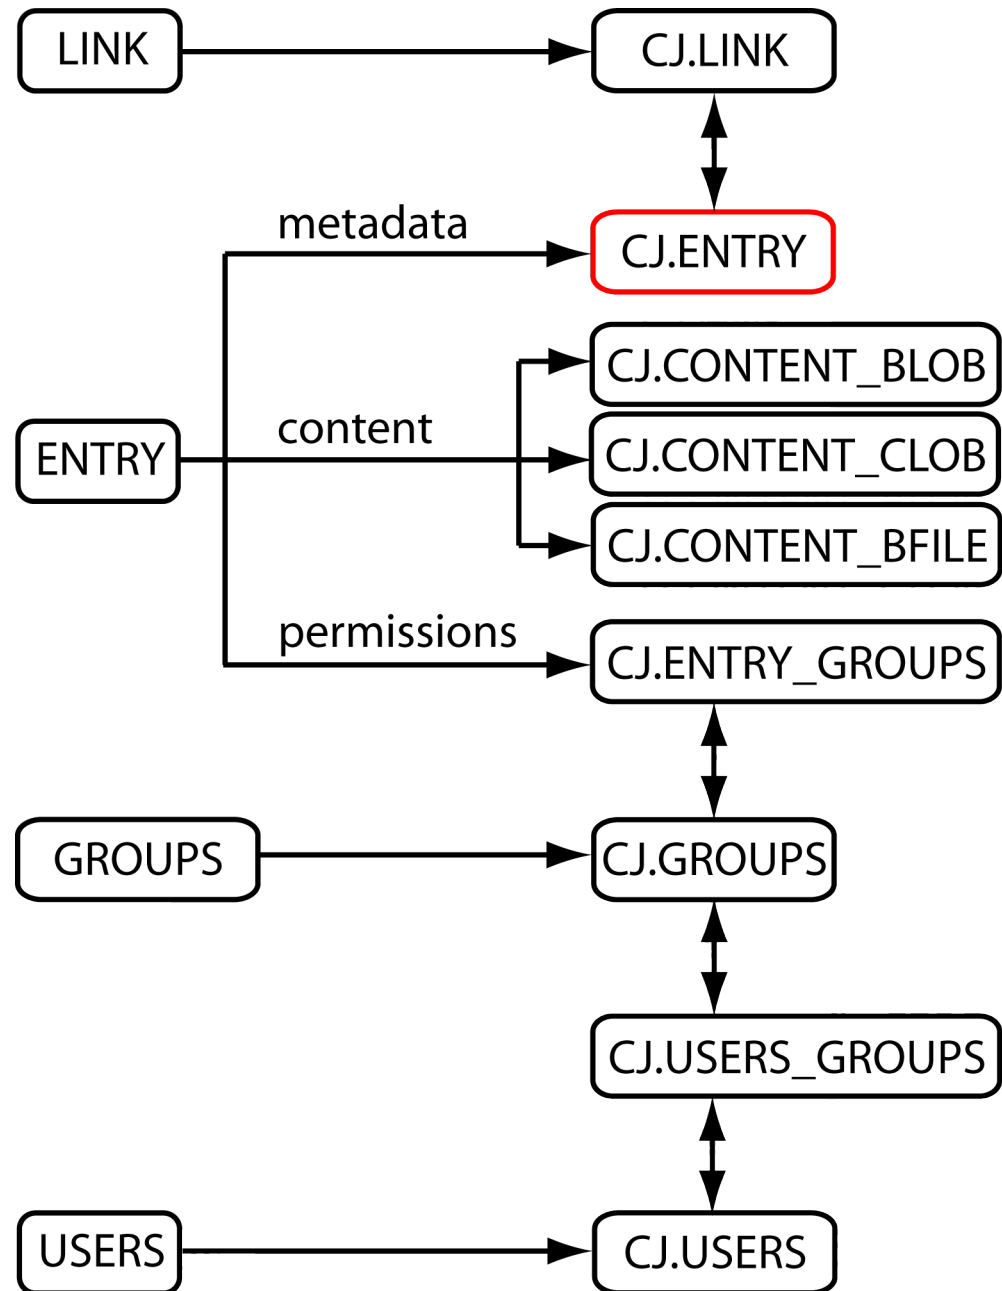 LINK
CJ.LINK
metadata
CJ.ENTRY
CJ.CONTENT_BLOB
ENTRY
content
CJ.CONTENT_CLOB
CJ.CONTENT_BFILE
permissions
CJ.ENTRY_GROUPS
GROUPS
CJ.GROUPS
CJ.USERS_GROUPS
USERS
CJ.USERS